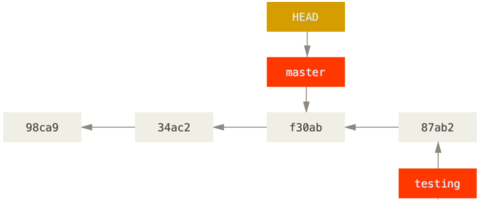 HEAD
master
98ca9
34ac2
f30ab
87ab2
testing